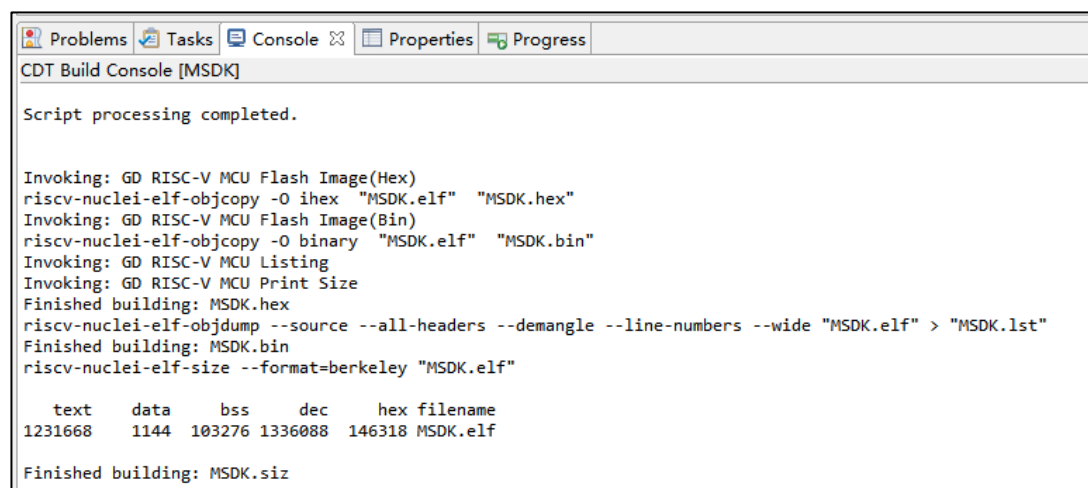 Problems Tasks Console Properties Progress
CDT Build Console [MSDK]
Script processing completed.
Invoking: GD RISC-V MCU Flash Image(Hex)
riscv-nuclei-elf-objcopy -O ihex  "MSDK.elf"  "MSDK.hex"
Invoking: GD RISC-V MCU Flash Image(Bin)
riscv-nuclei-elf-objcopy -O binary  "MSDK.elf"  "MSDK.bin"
Invoking: GD RISC-V MCU Listing
Invoking: GD RISC-V MCU Print Size
Finished building: MSDK.hex
riscv-nuclei-elf-objdump --source --all-headers --demangle --line-numbers --wide "MSDK.elf" > "MSDK.lst"
Finished building: MSDK.bin
riscv-nuclei-elf-size --format=berkeley "MSDK.elf"
   text    data     bss     dec     hex filename
1231668    1144  103276 1336088  146318 MSDK.elf
Finished building: MSDK.siz